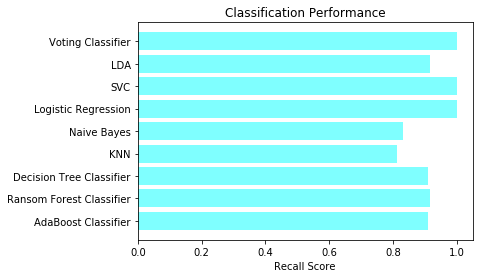 Classification Performance
Voting Classifier
LDA
SVC
Logistic Regression
Naive Bayes
KNN
Decision Tree Classifier
Ransom Forest Classifier
AdaBoost Classifier
0.0 0.2 0.4 0.6 0.8 1.0
Recall Score